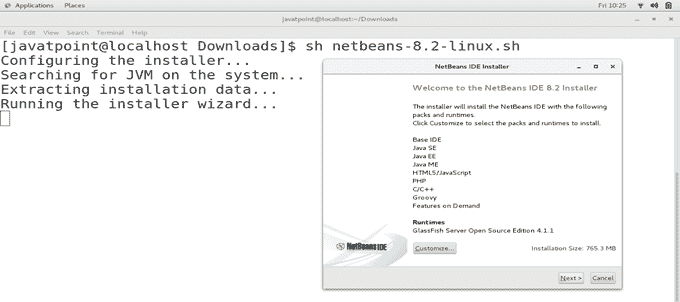 Applications Places Fri 10:25
javatpoint@localhost:~/Downloads
File Edit View Search Terminal Help
[javatpoint@localhost Downloads]$ sh netbeans-8.2-linux.sh
Configuring the installer...
Searching for JVM on the system...
Extracting installation data...
Running the installer wizard...
NetBeans IDE Installer
Welcome to the NetBeans IDE 8.2 Installer
The installer will install the NetBeans IDE with the following
packs and runtimes.
Click Customize to select the packs and runtimes to install.
Base IDE
Java SE
Java EE
Java ME
HTML5/JavaScript
PHP
C/C++
Groovy
Features on Demand
Runtimes
GlassFish Server Open Source Edition 4.1.1
NetBeans IDE
Customize... Installation Size: 765.3 MB
Next > Cancel